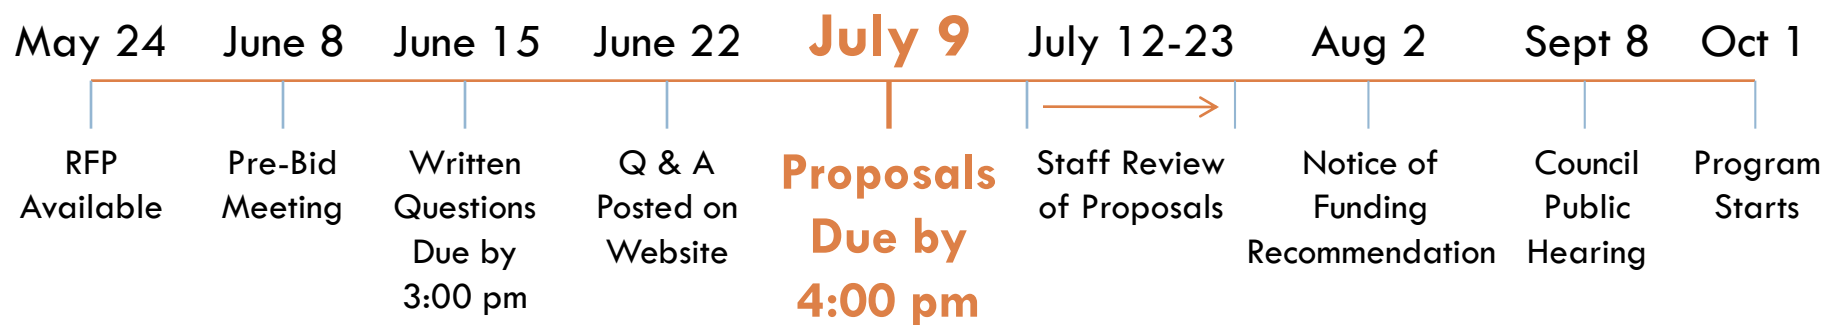 May 24
June 8
June 15
June 22
July 9
July 12-23
Aug 2
Sept 8
Oct 1
RFP
Available
Pre-Bid
Meeting
Written
Questions
Due by
3:00 pm
Q & A
Posted on
Website
Proposals
Due by
4:00 pm
Staff Review
of Proposals
Notice of
Funding
Recommendation
Council
Public
Hearing
Program
Starts